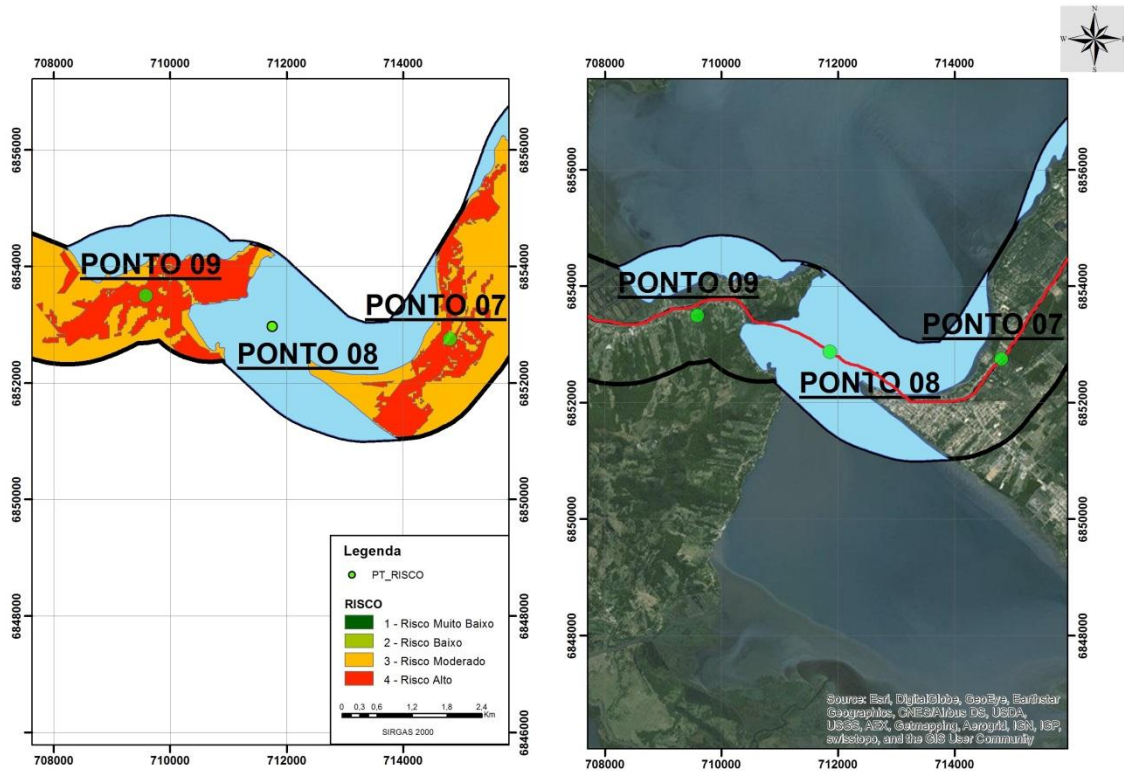 N
W
E
S
708000 710000 712000 714000
6856000
6854000
6852000
6850000
6848000
6846000
PONTO 09
PONTO 07
PONTO 08
Legenda
PT_RISCO
RISCO
1 - Risco Muito Baixo
2 - Risco Baixo
3 - Risco Moderado
4 - Risco Alto
0 0,3 0,6 1,2 1,8 2,4
Km
SIRGAS 2000
708000 710000 712000 714000
6856000
6854000
6852000
6850000
6848000
PONTO 09
PONTO 07
PONTO 08
Source: Esri, DigitalGlobe, GeoEye, Earthstar
Geographics, CNES/Airbus DS, USDA,
USGS, AEX, Getmapping, Aerogrid, IGN, IGP,
swisstopo, and the GIS User Community